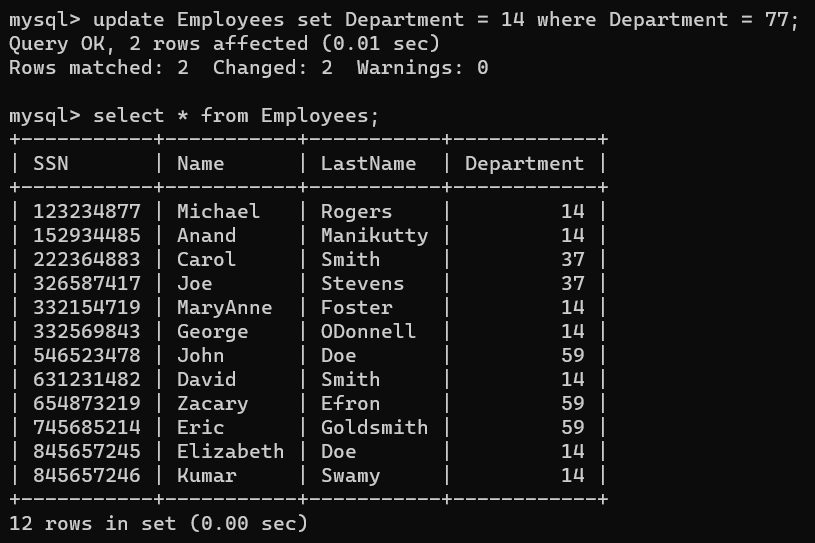 mysql> update Employees set Department = 14 where Department = 77;
Query OK, 2 rows affected (0.01 sec)
Rows matched: 2  Changed: 2  Warnings: 0

mysql> select * from Employees;
+-----------+-----------+-----------+------------+
| SSN       | Name      | LastName  | Department |
+-----------+-----------+-----------+------------+
| 123234877 | Michael   | Rogers    |         14 |
| 152934485 | Anand     | Manikutty |         14 |
| 222364883 | Carol     | Smith     |         37 |
| 326587417 | Joe       | Stevens   |         37 |
| 332154719 | MaryAnne  | Foster    |         14 |
| 332569843 | George    | ODonnell  |         14 |
| 546523478 | John      | Doe       |         59 |
| 631231482 | David     | Smith     |         14 |
| 654873219 | Zacary    | Efron     |         59 |
| 745685214 | Eric      | Goldsmith |         59 |
| 845657245 | Elizabeth | Doe       |         14 |
| 845657246 | Kumar     | Swamy     |         14 |
+-----------+-----------+-----------+------------+
12 rows in set (0.00 sec)